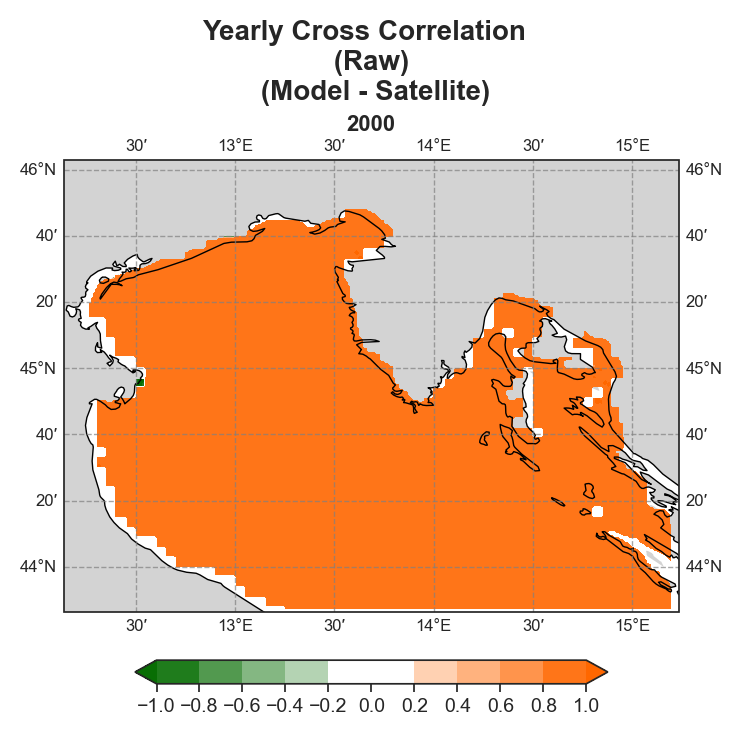 Yearly Cross Correlation
(Raw)
(Model - Satellite)
2000
30′ 13°E 30′ 14°E 30′ 15°E
46°N 46°N
40′ 40′
20′ 20′
45°N 45°N
40′ 40′
20′ 20′
44°N 44°N
30′ 13°E 30′ 14°E 30′ 15°E
−1.0 −0.8 −0.6 −0.4 −0.2 0.0 0.2 0.4 0.6 0.8 1.0